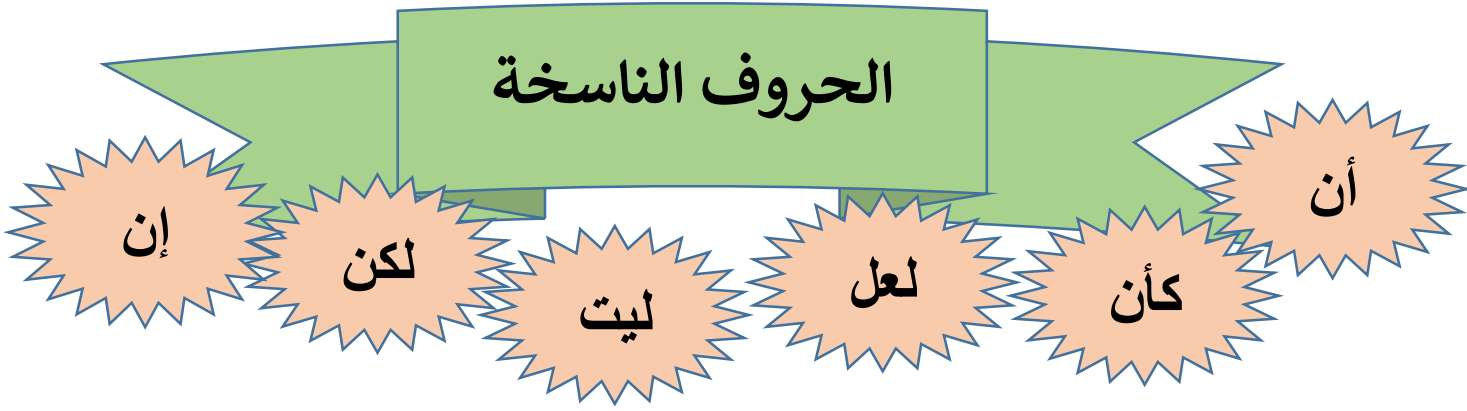 الحروف الناسخة
أن
كأن
لعل
ليت
لكن
إن